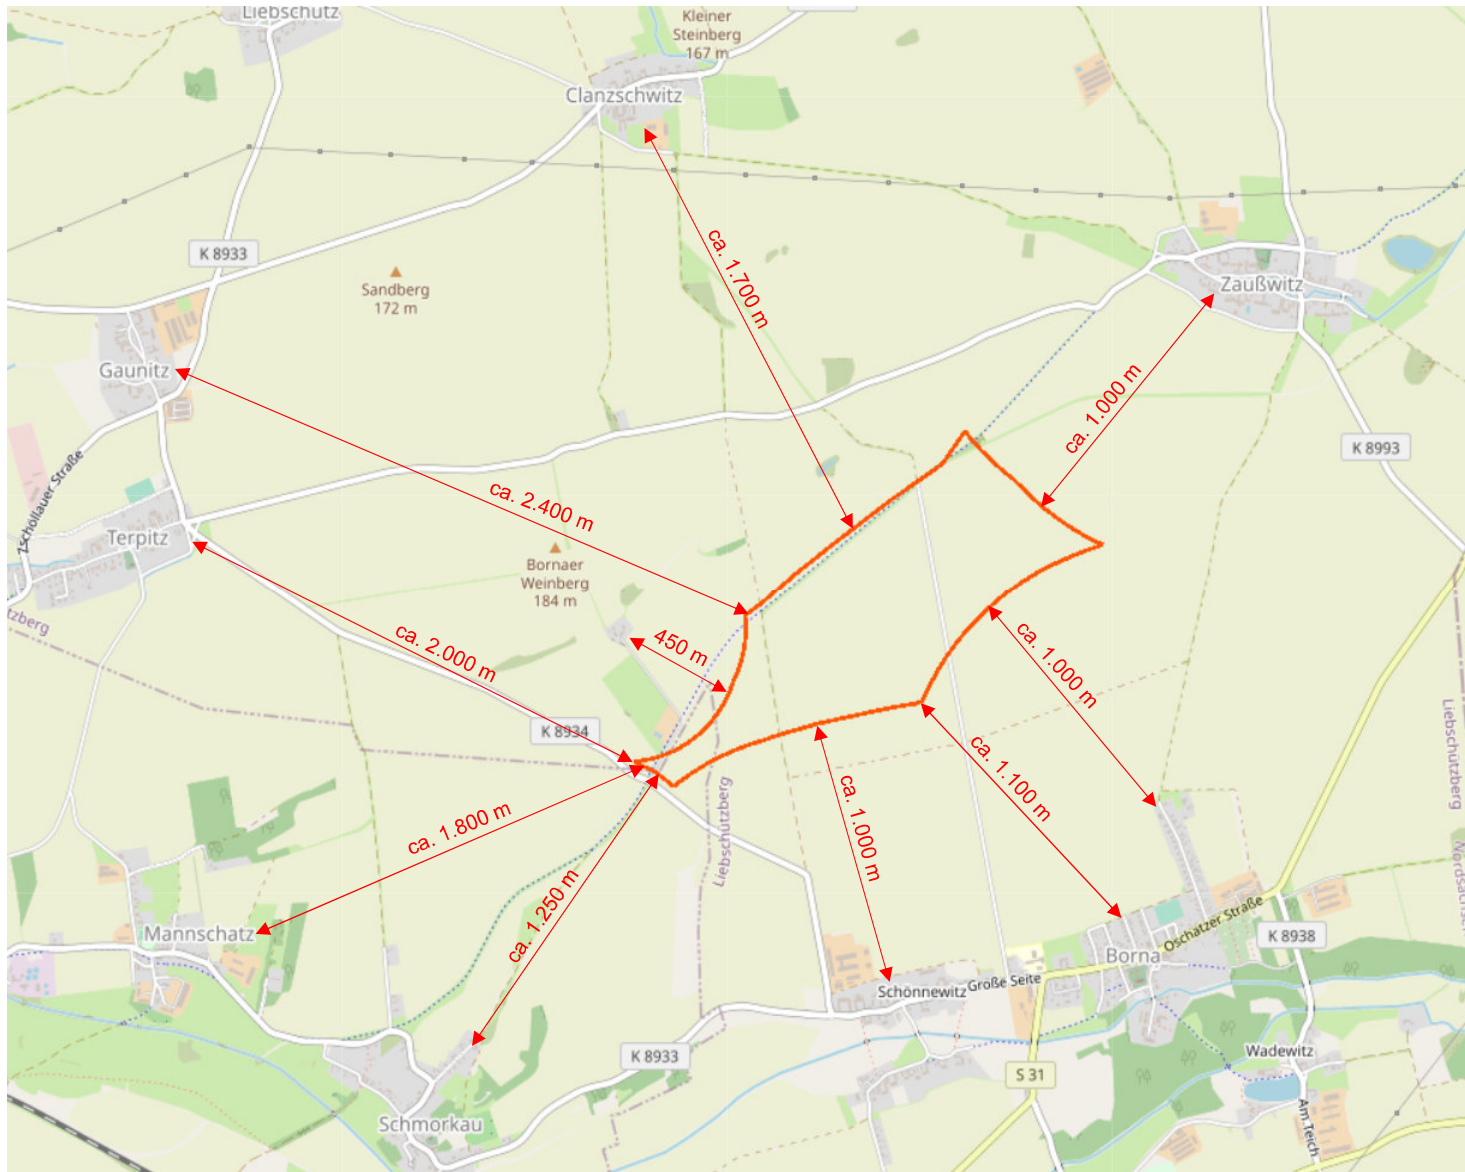 Liebschütz
Kleiner
Steinberg
167 m
Clanzschwitz
K 8933
Sandberg
172 m
ca. 1.700 m
Zaußwitz
Gaunitz
ca. 1.000 m
K 8993
Zschöllauer Straße
ca. 2.400 m
Terpitz
Bornaer
Weinberg
184 m
tzberg
ca. 2.000 m
450 m
ca. 1.000 m
K 8934
Liebschützberg
ca. 1.100 m
Liebschützberg
ca. 1.800 m
ca. 1.000 m
Nordsachsen
ca. 1.250 m
Mannschatz
Oschatzer Straße
K 8938
Borna
Schönnewitz
Große Seite
K 8933
Wadewitz
S 31
Am Teich
Schmorkau